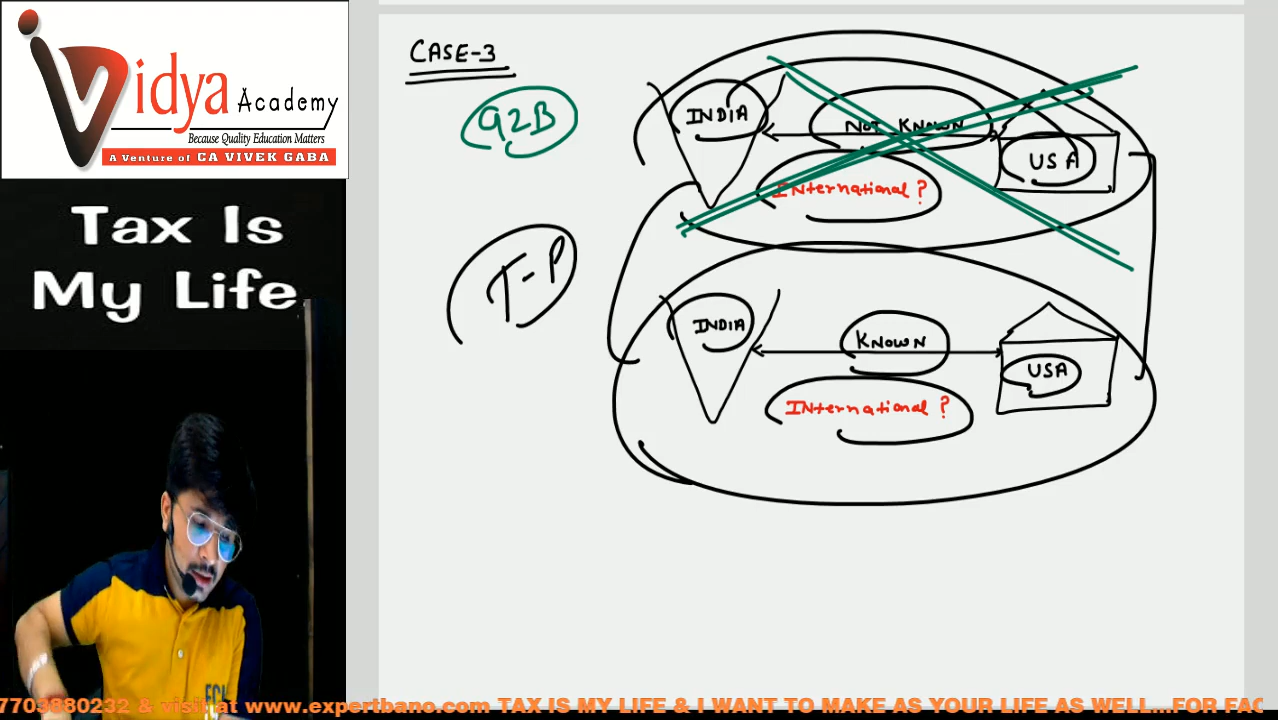 Vidya Academy
Because Quality Education Matters
A Venture of CA VIVEK GABA
Tax Is
My Life
CASE-3
92B
INDIA
NOT KNOWN
USA
INternational ?
T-P
INDIA
KNOWN
USA
INternational ?
7703880232 & visit at www.expertbano.com TAX IS MY LIFE & I WANT TO MAKE AS YOUR LIFE AS WELL....FOR FAC